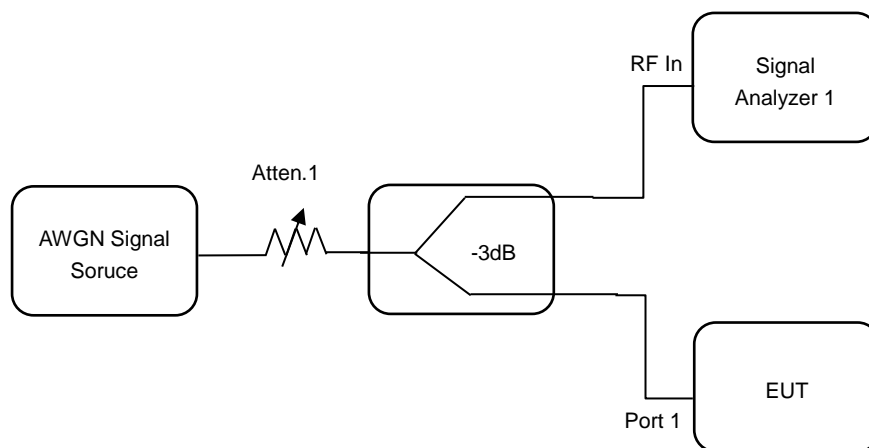 RF In
Signal
Analyzer 1
Atten.1
AWGN Signal
Soruce
-3dB
Port 1
EUT